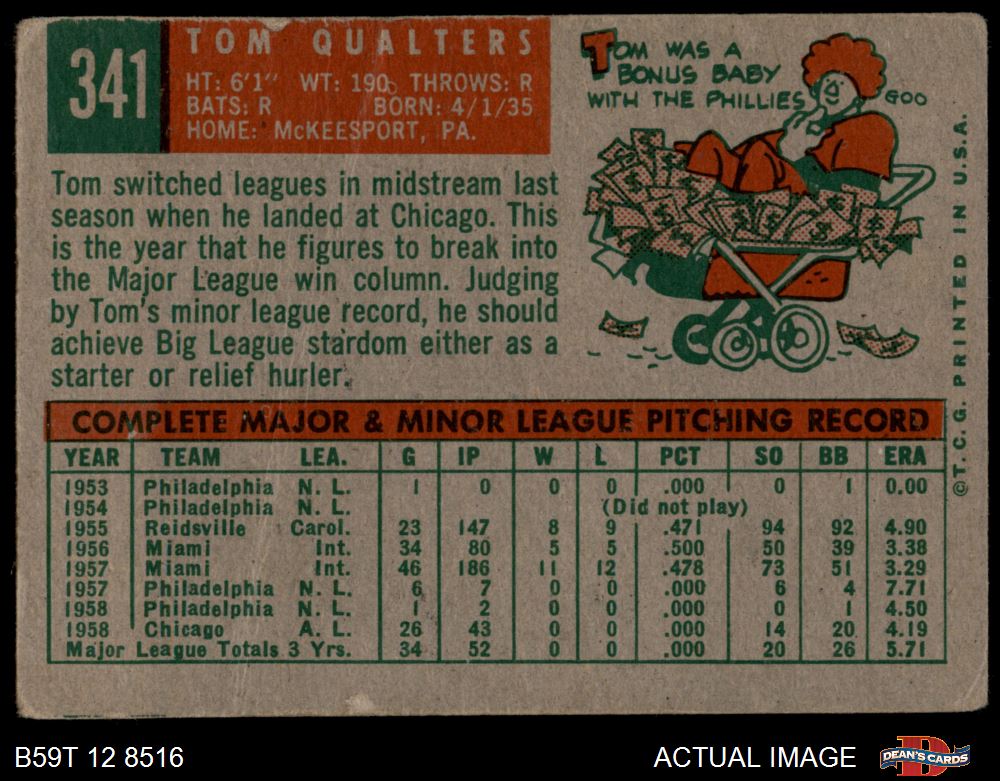 341
TOM QUALTERS
HT: 6'1" WT: 190 THROWS: R
BATS: R BORN: 4/1/35
HOME: McKEESPORT, PA.
TOM WAS A
BONUS BABY
WITH THE PHILLIES
GOO
Tom switched leagues in midstream last
season when he landed at Chicago. This
is the year that he figures to break into
the Major League win column. Judging
by Tom's minor league record, he should
achieve Big League stardom either as a
starter or relief hurler.
COMPLETE MAJOR & MINOR LEAGUE PITCHING RECORD
YEAR TEAM LEA. G IP W L PCT SO BB ERA
1953 Philadelphia N. L. 1 0 0 0 .000 0 1 0.00
1954 Philadelphia N. L. (Did not play)
1955 Reidsville Carol. 23 147 8 9 .471 94 92 4.90
1956 Miami Int. 34 80 5 5 .500 50 39 3.38
1957 Miami Int. 46 186 11 12 .478 73 51 3.29
1957 Philadelphia N. L. 6 7 0 0 .000 6 4 7.71
1958 Philadelphia N. L. 1 2 0 0 .000 0 1 4.50
1958 Chicago A. L. 26 43 0 0 .000 14 20 4.19
Major League Totals 3 Yrs. 34 52 0 0 .000 20 26 5.71
©T.C.G. PRINTED IN U.S.A.
B59T 12 8516
ACTUAL IMAGE
DEAN'S CARDS